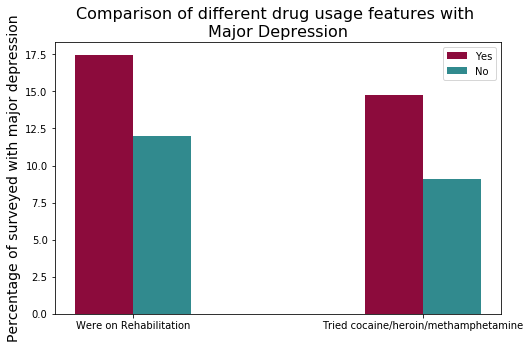 Comparison of different drug usage features with
Major Depression
Percentage of surveyed with major depression
17.5
15.0
12.5
10.0
7.5
5.0
2.5
0.0
Yes
No
Were on Rehabilitation
Tried cocaine/heroin/methamphetamine